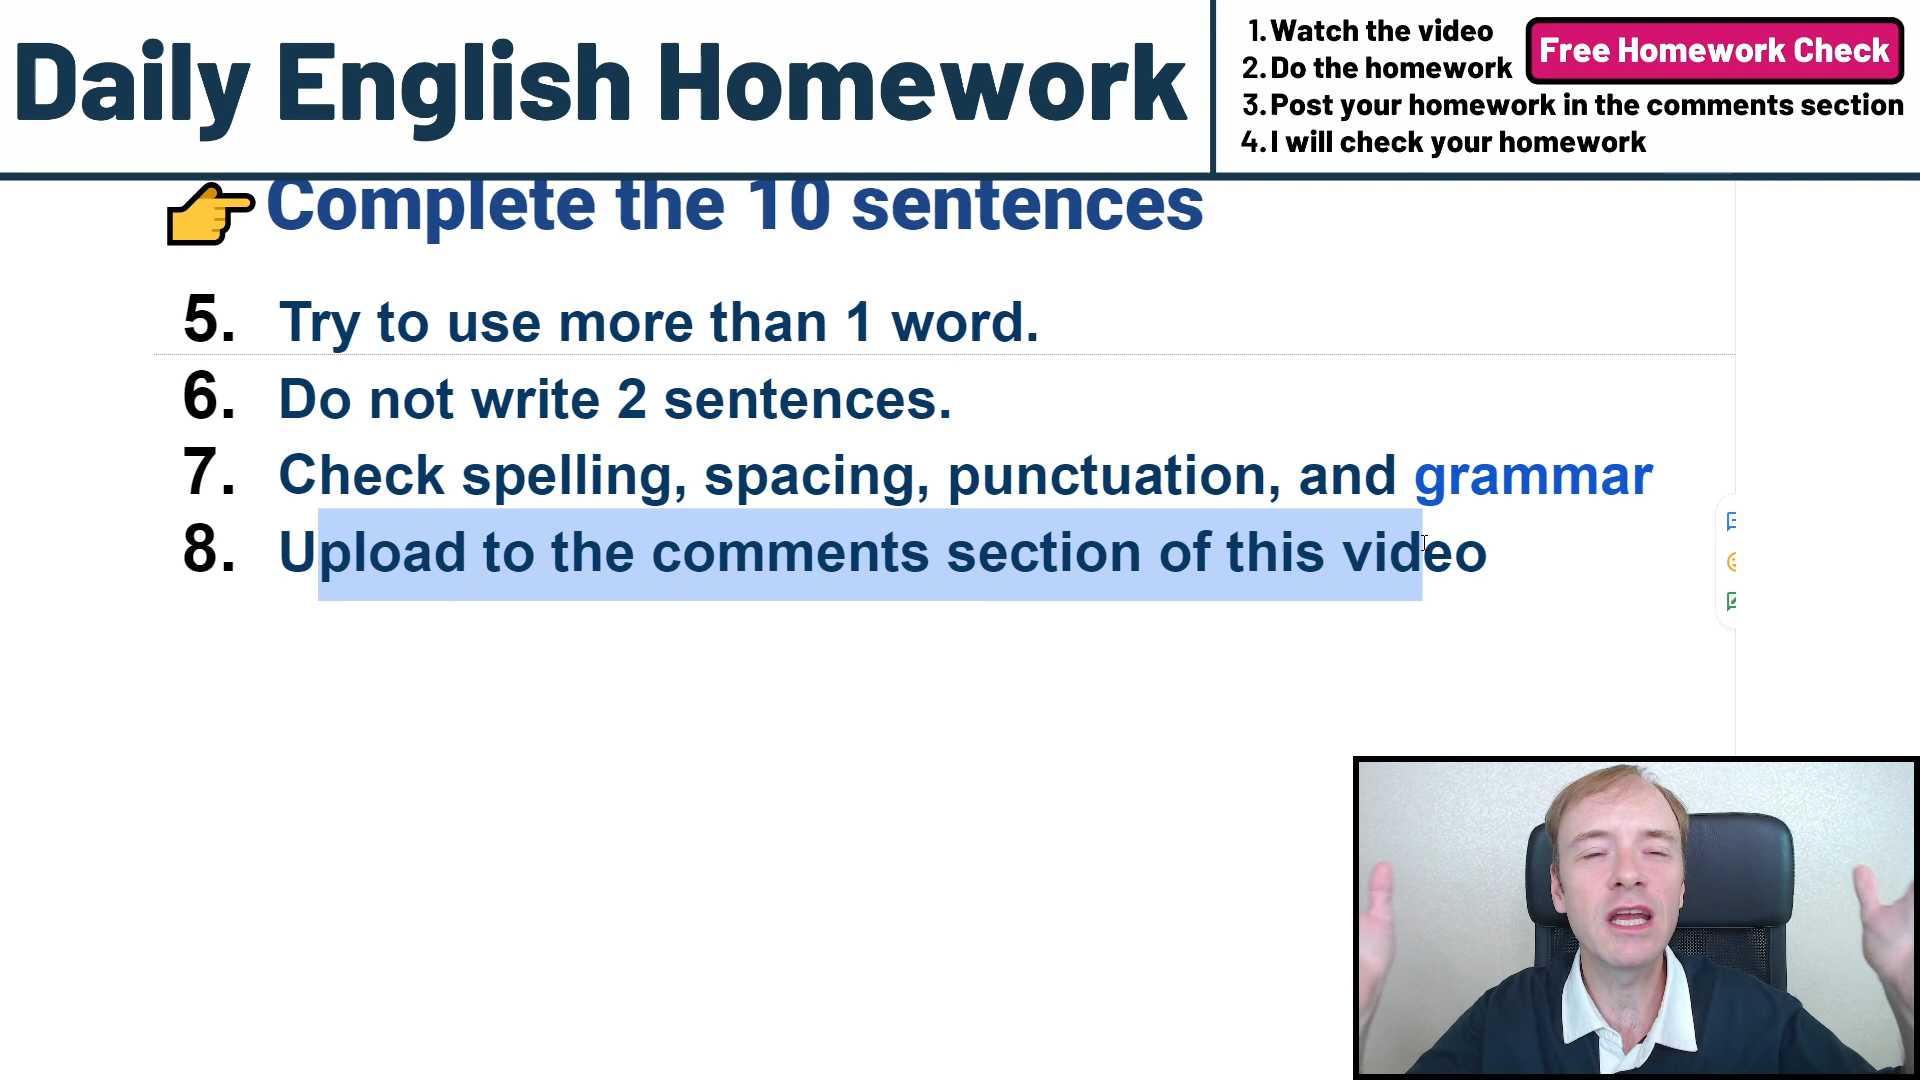 Daily English Homework
1. Watch the video
2. Do the homework
Free Homework Check
3. Post your homework in the comments section
4. I will check your homework
Complete the 10 sentences
5. Try to use more than 1 word.
6. Do not write 2 sentences.
7. Check spelling, spacing, punctuation, and grammar
8. Upload to the comments section of this video